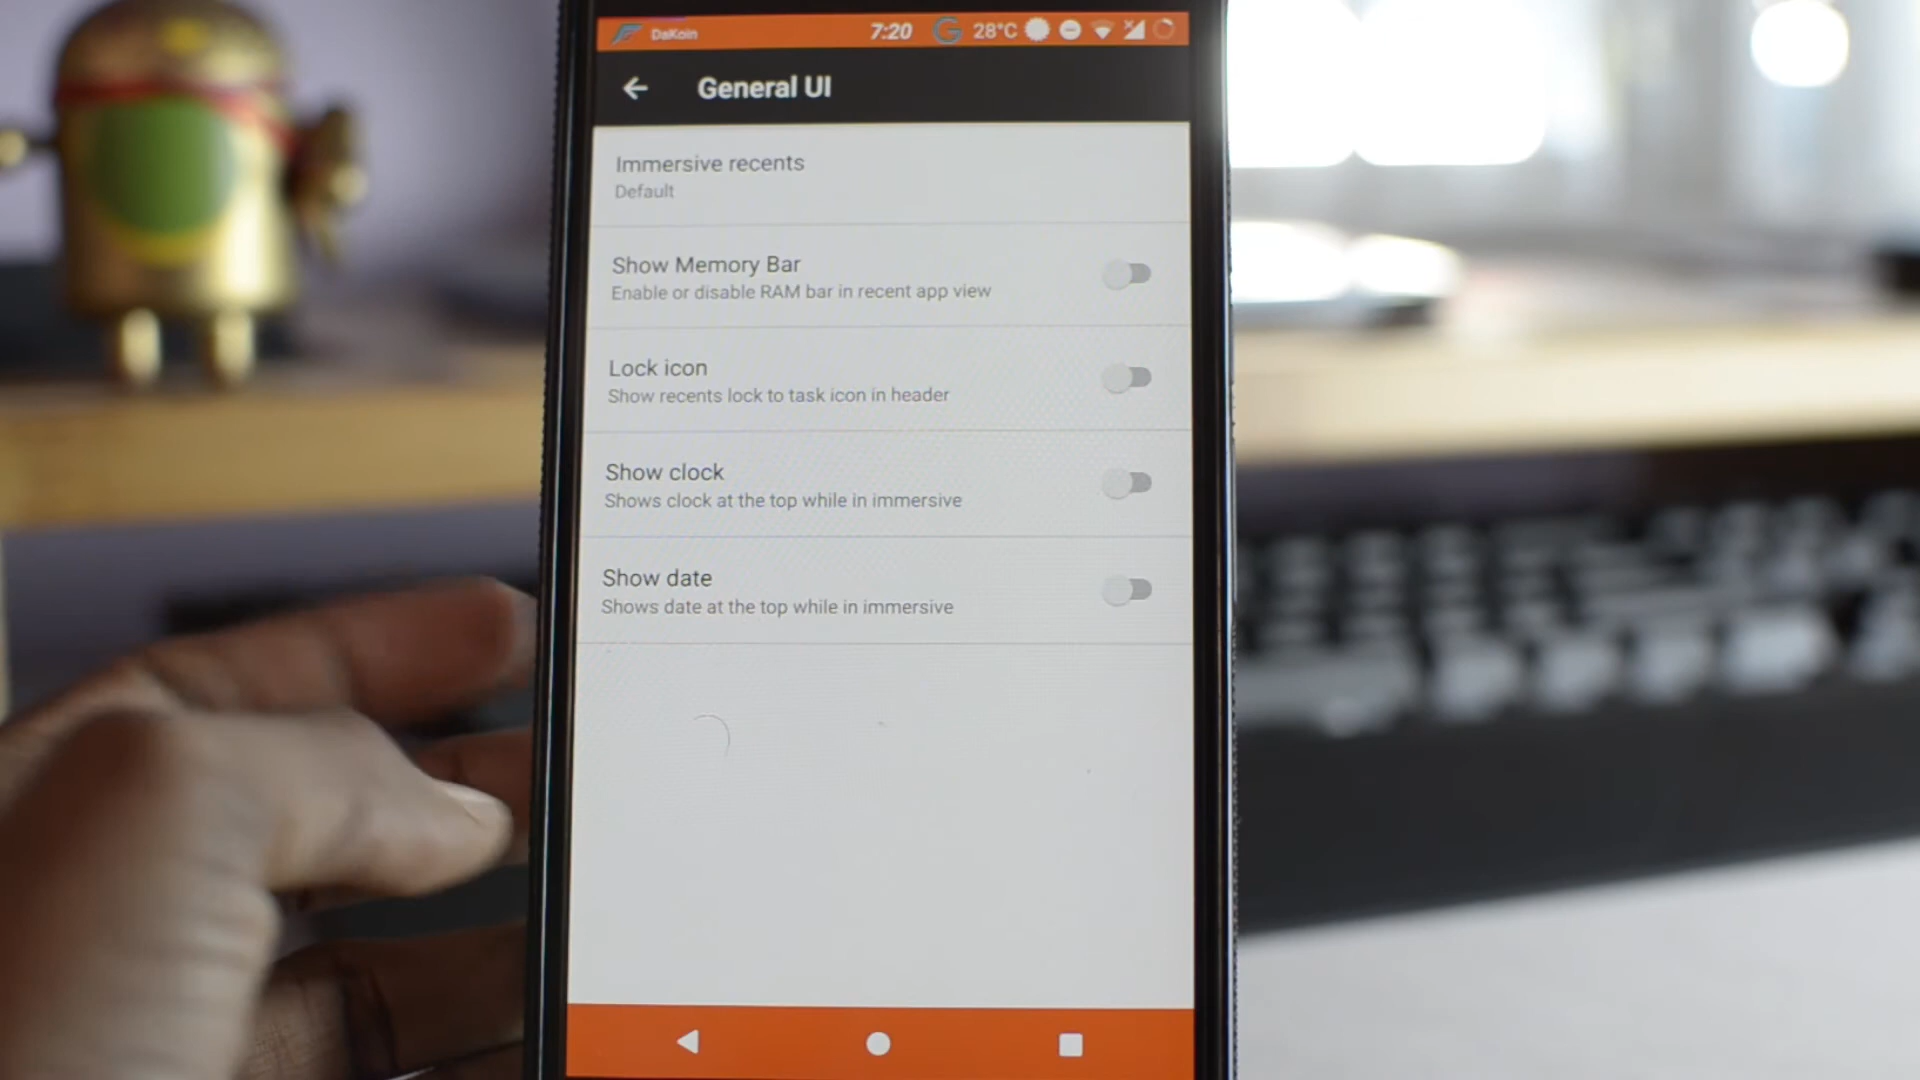 DaKoin 7:20 28°C
General UI
Immersive recents
Default
Show Memory Bar
Enable or disable RAM bar in recent app view
Lock icon
Show recents lock to task icon in header
Show clock
Shows clock at the top while in immersive
Show date
Shows date at the top while in immersive